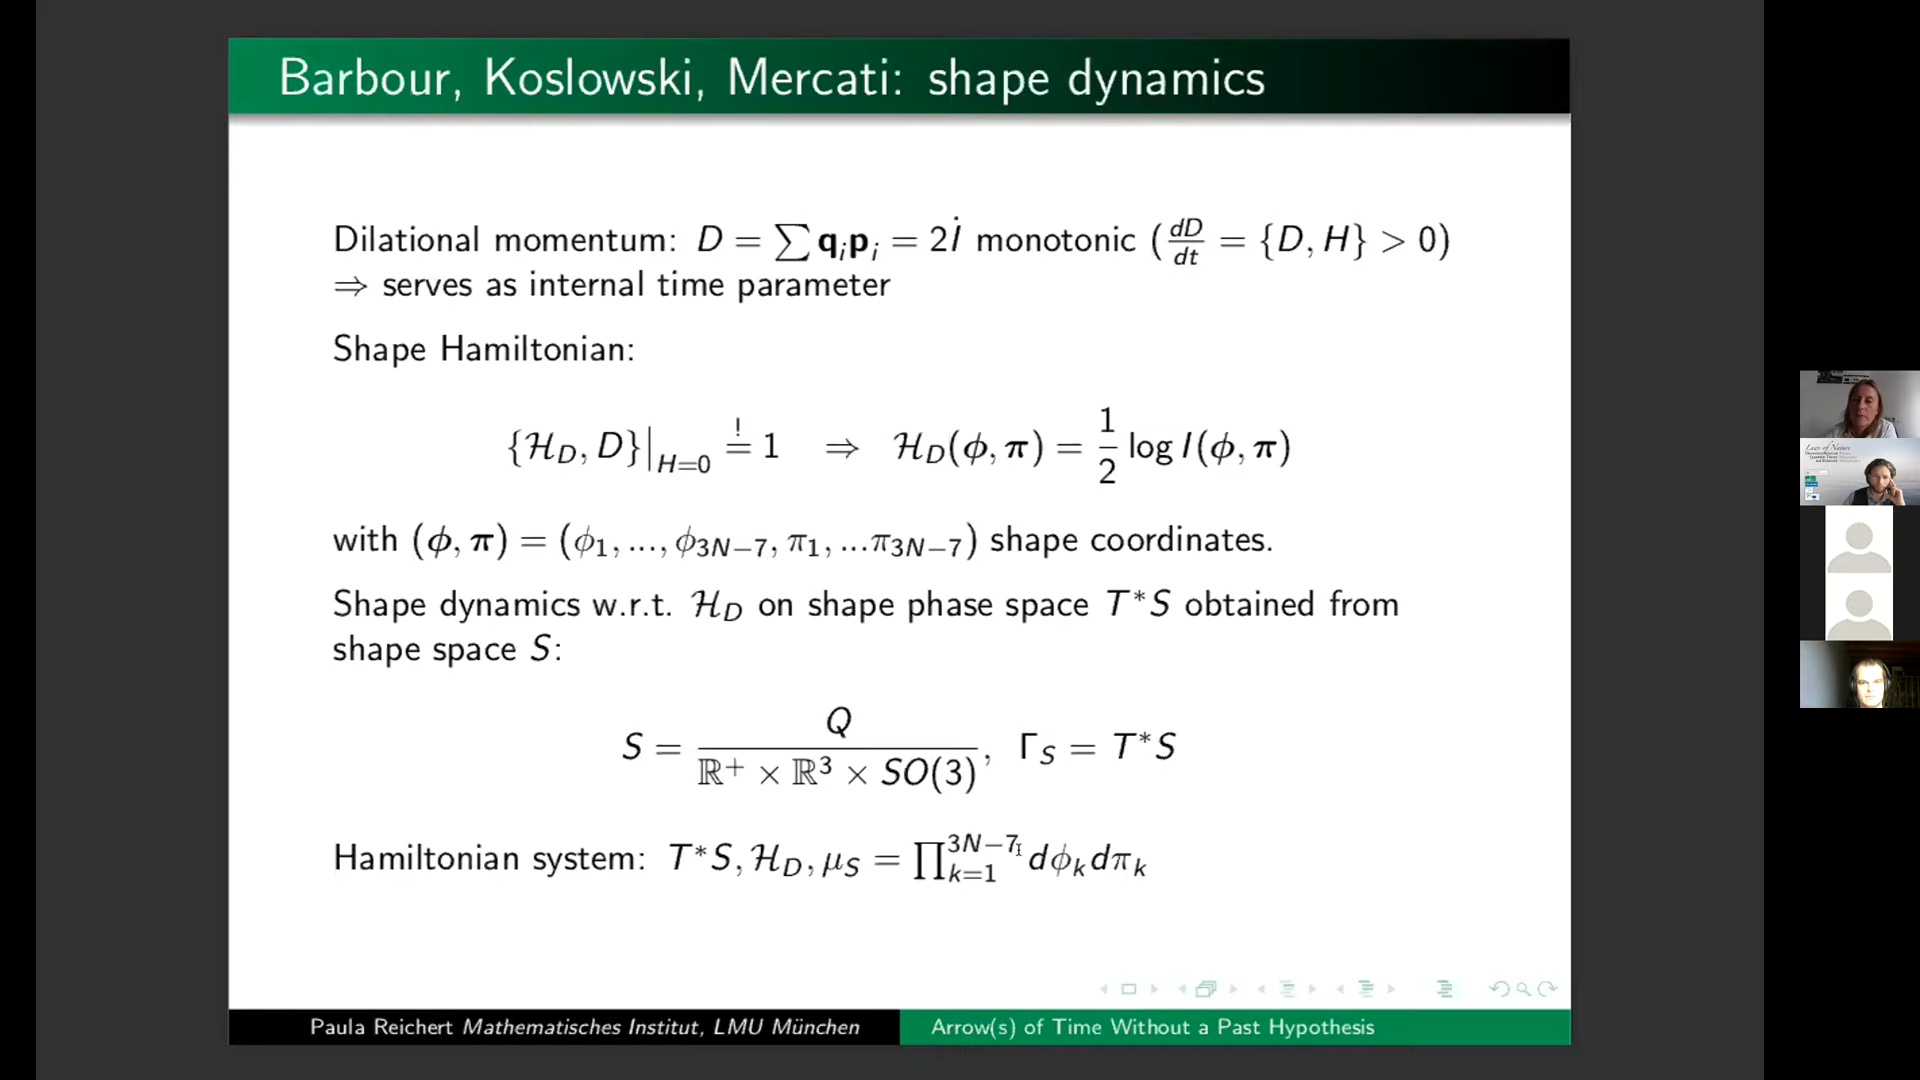 Barbour, Koslowski, Mercati: shape dynamics
Dilational momentum: D = ∑ qᵢpᵢ = 2İ monotonic (dD/dt = {D, H} > 0)
⇒ serves as internal time parameter
Shape Hamiltonian:
{ℋ_D, D}|_{H=0} =^! 1 ⇒ ℋ_D(ϕ, π) = 1/2 log I(ϕ, π)
with (ϕ, π) = (ϕ₁, ..., ϕ_{3N−7}, π₁, ...π_{3N−7}) shape coordinates.
Shape dynamics w.r.t. ℋ_D on shape phase space T*S obtained from
shape space S:
S = Q / (ℝ⁺ × ℝ³ × SO(3)), Γ_S = T*S
Hamiltonian system: T*S, ℋ_D, μ_S = ∏_{k=1}^{3N−7} dϕ_k dπ_k
Paula Reichert Mathematisches Institut, LMU München
Arrow(s) of Time Without a Past Hypothesis
Laws of Nature